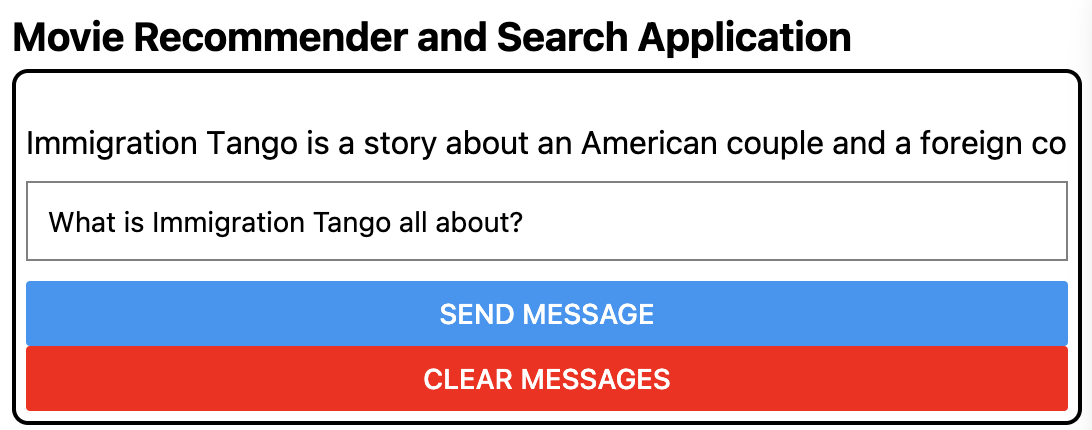 Movie Recommender and Search Application
Immigration Tango is a story about an American couple and a foreign co
What is Immigration Tango all about?
SEND MESSAGE
CLEAR MESSAGES